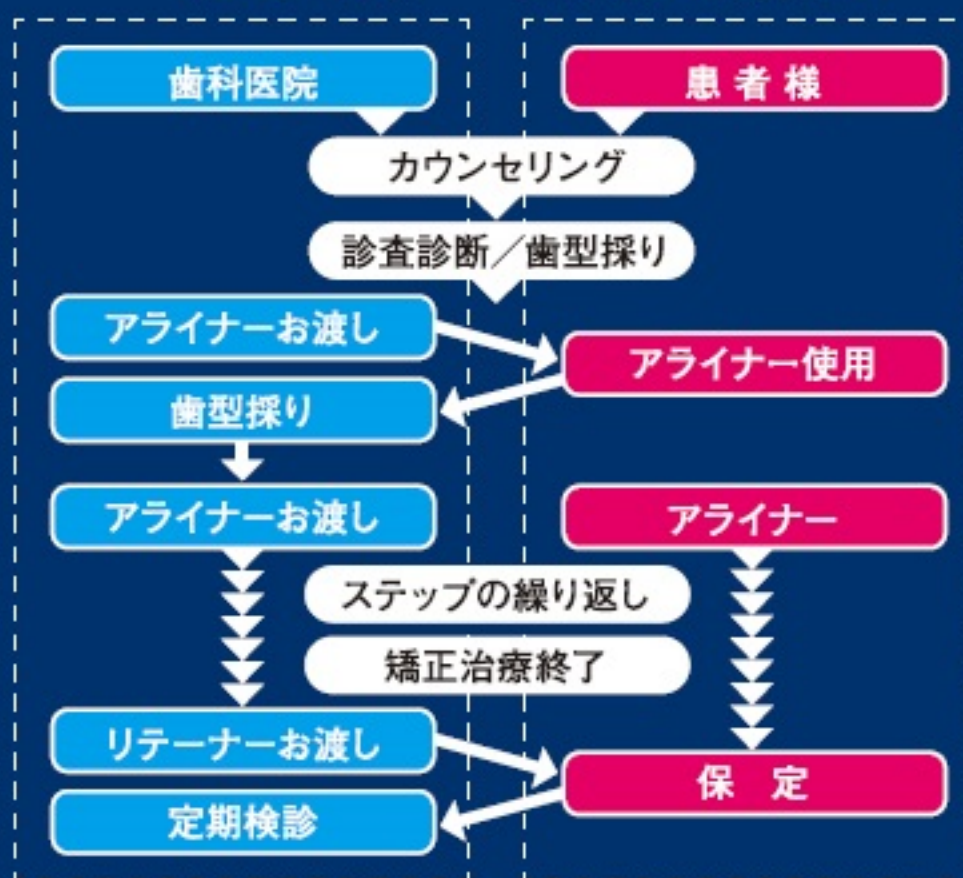 歯科医院
患者様
カウンセリング
診査診断／歯型採り
アライナーお渡し
アライナー使用
歯型採り
アライナーお渡し
アライナー
ステップの繰り返し
矯正治療終了
リテーナーお渡し
保定
定期検診